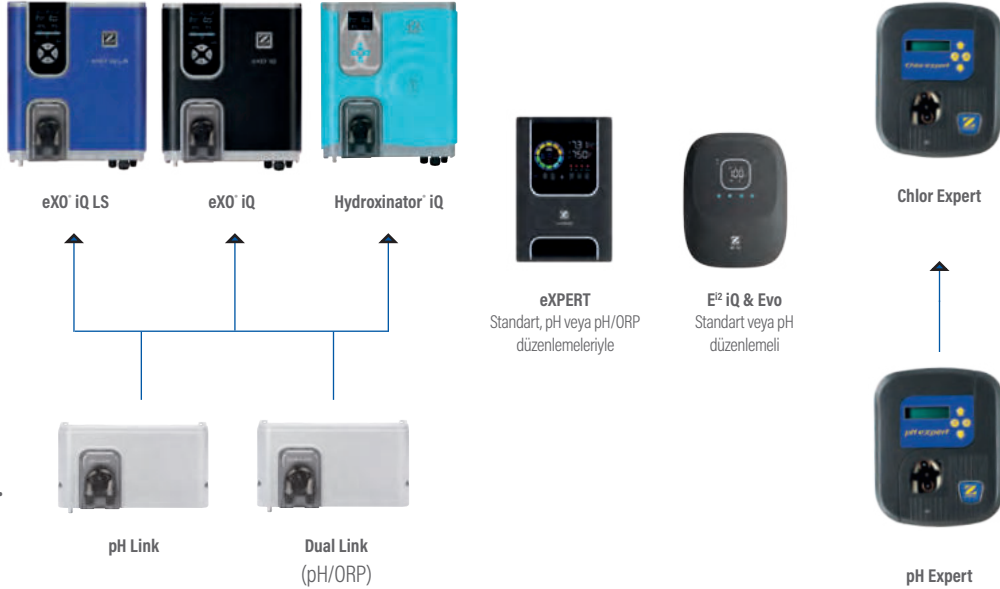 eXO® iQ LS
eXO® iQ
Hydroxinator® iQ
Chlor Expert
eXPERT
Standart, pH veya pH/ORP
düzenlemeleriyle
Ei² iQ & Evo
Standart veya pH
düzenlemeli
pH Link
Dual Link
(pH/ORP)
pH Expert